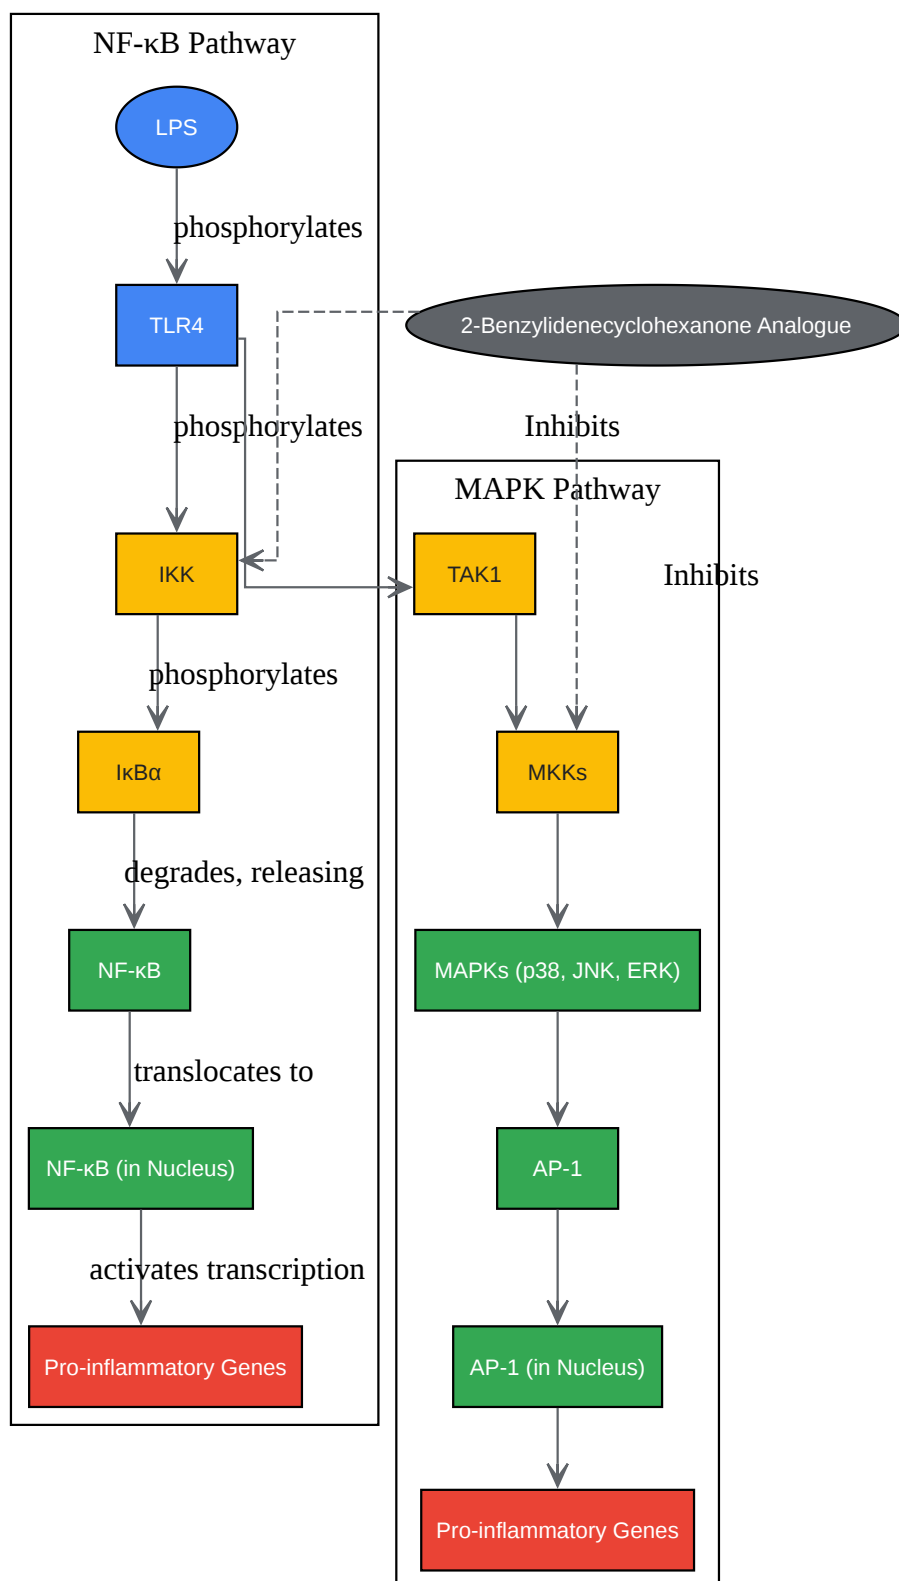 NF-κB Pathway
LPS
phosphorylates
TLR4
2-Benzylidenecyclohexanone Analogue
phosphorylates
Inhibits
MAPK Pathway
IKK
TAK1
Inhibits
phosphorylates
IκBα
MKKs
degrades, releasing
NF-κB
MAPKs (p38, JNK, ERK)
translocates to
NF-κB (in Nucleus)
AP-1
activates transcription
Pro-inflammatory Genes
AP-1 (in Nucleus)
Pro-inflammatory Genes